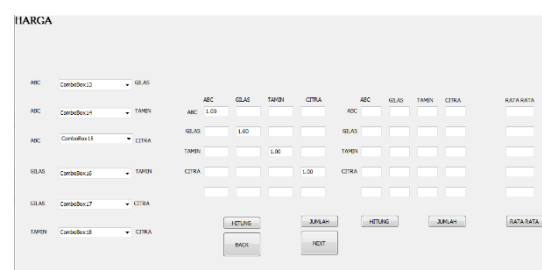 HARGA
ABC ComboBox13 GILAS
ABC GILAS TAMIN CITRA ABC GILAS TAMIN CITRA RATA RATA
ABC ComboBox14 TAMIN ABC 1.00 ABC
GILAS 1.00 GILAS
ABC ComboBox15 CITRA
TAMIN 1.00 TAMIN
GILAS ComboBox16 TAMIN CITRA 1.00 CITRA
GILAS ComboBox17 CITRA
HITUNG JUMLAH HITUNG JUMLAH RATA RATA
TAMIN ComboBox18 CITRA
BACK NEXT